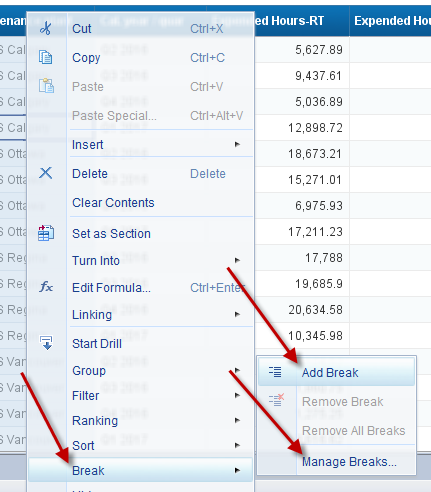 ed Hours-RT Expended Hou
5,627.89
9,437.61
5,036.89
12,898.72
18,673.21
15,271.01
6,975.93
17,211.23
17,788
19,685.9
20,634.58
10,345.98
Cut Ctrl+X
Copy Ctrl+C
Paste Ctrl+V
Paste Special... Ctrl+Alt+V
Insert
Delete Delete
Clear Contents
Set as Section
Turn Into
Edit Formula... Ctrl+Enter
Linking
Start Drill
Group
Filter
Ranking
Sort
Break
Add Break
Remove Break
Remove All Breaks
Manage Breaks...